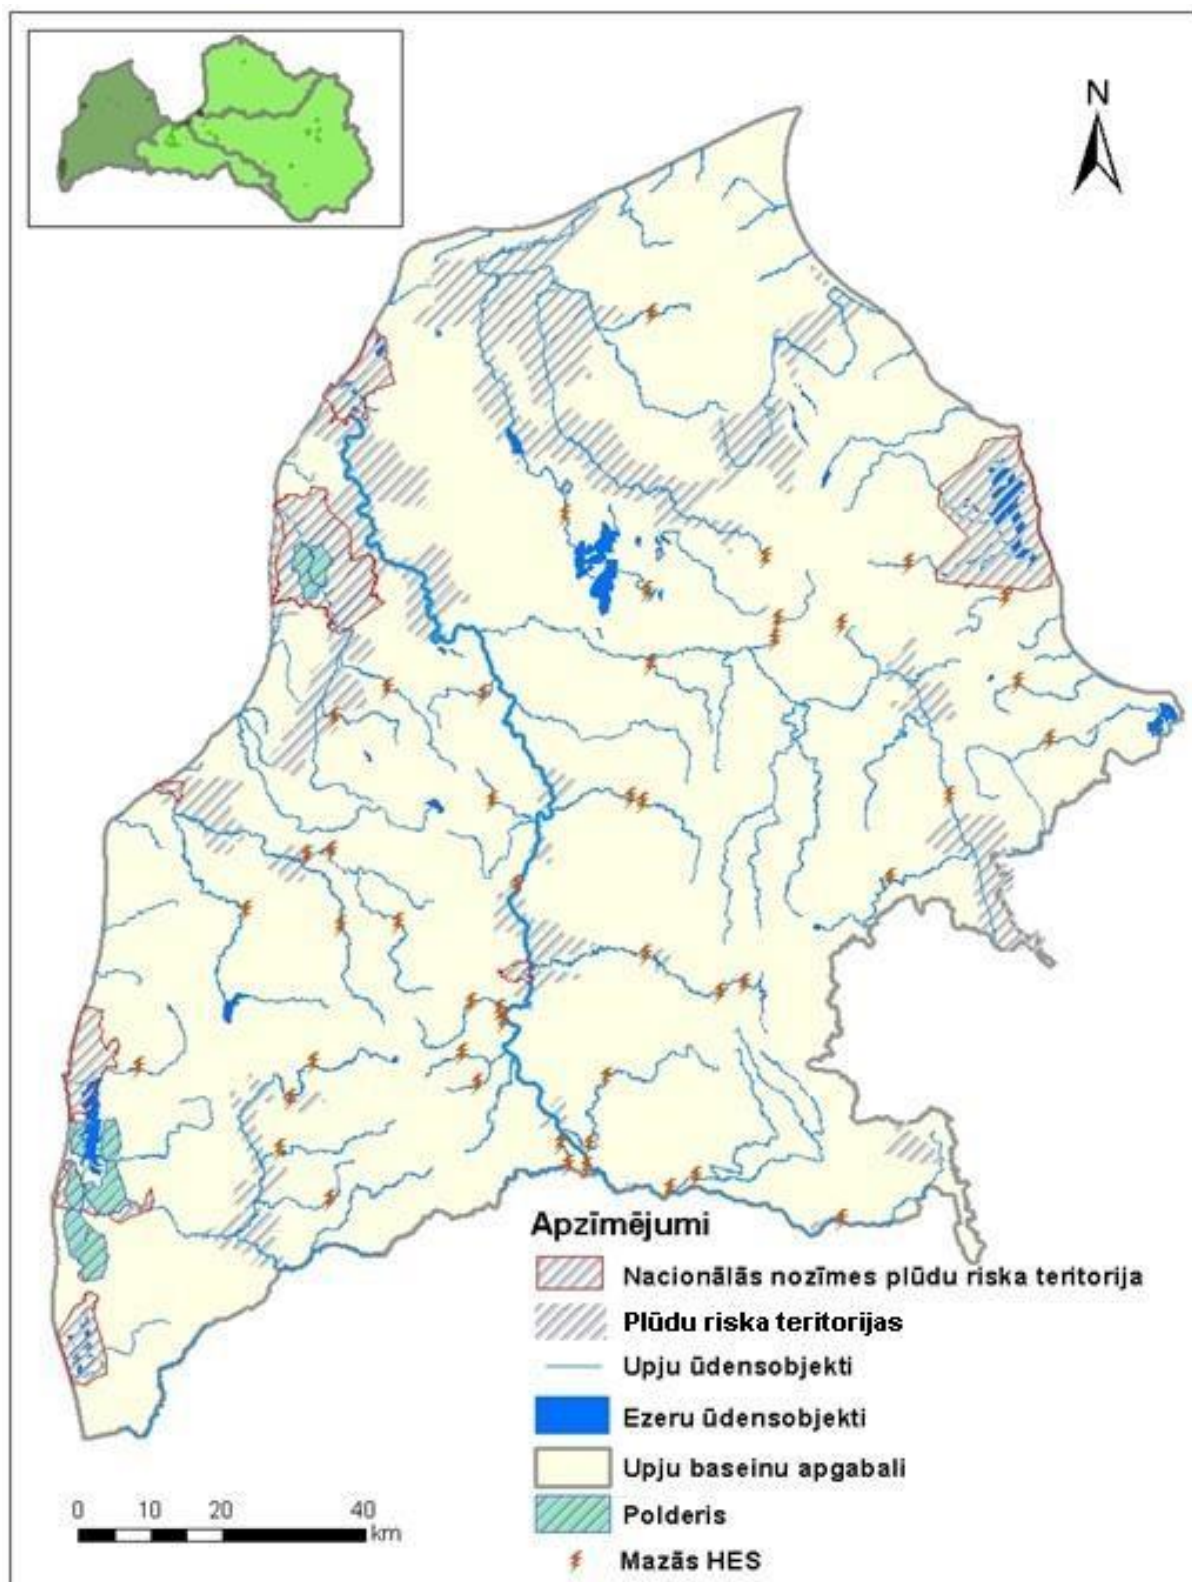 N
Apzīmējumi
Nacionālās nozīmes plūdu riska teritorija
Plūdu riska teritorijas
Upju ūdensobjekti
Ezeru ūdensobjekti
Upju baseinu apgabali
Polderis
Mazās HES
0 10 20 40
km